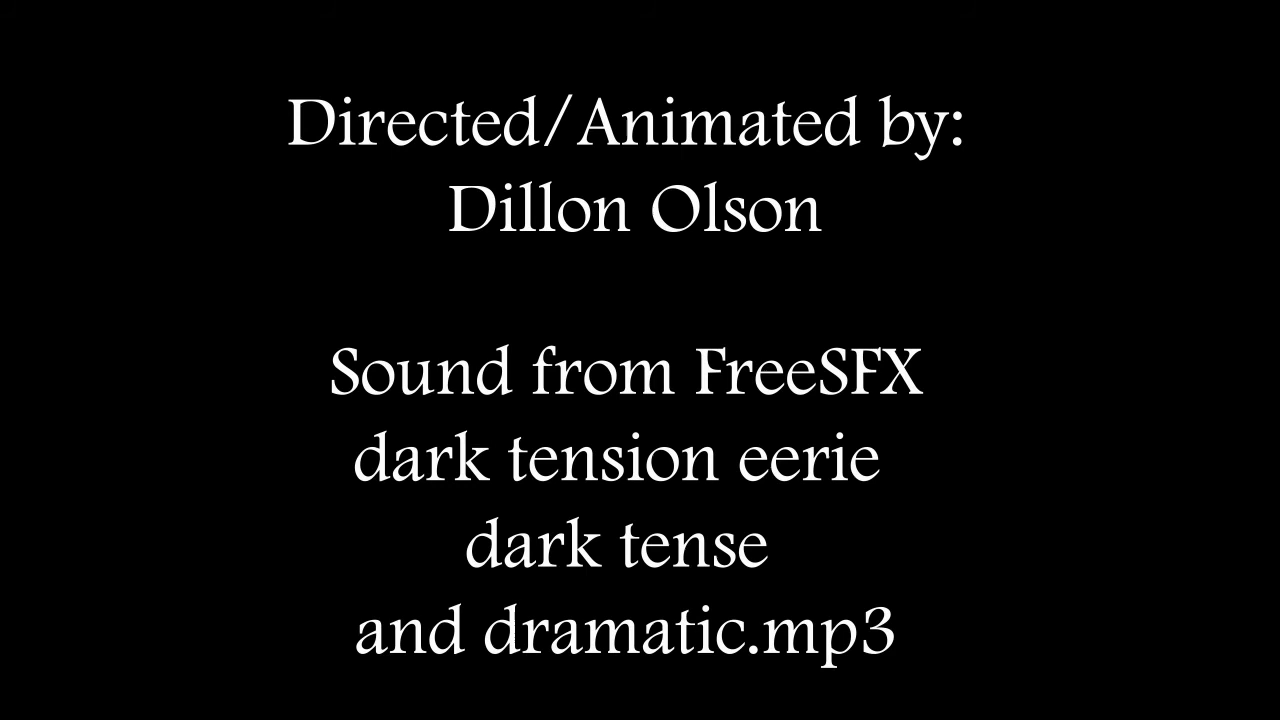 Directed/Animated by:
Dillon Olson
Sound from FreeSFX
dark tension eerie
dark tense
and dramatic.mp3